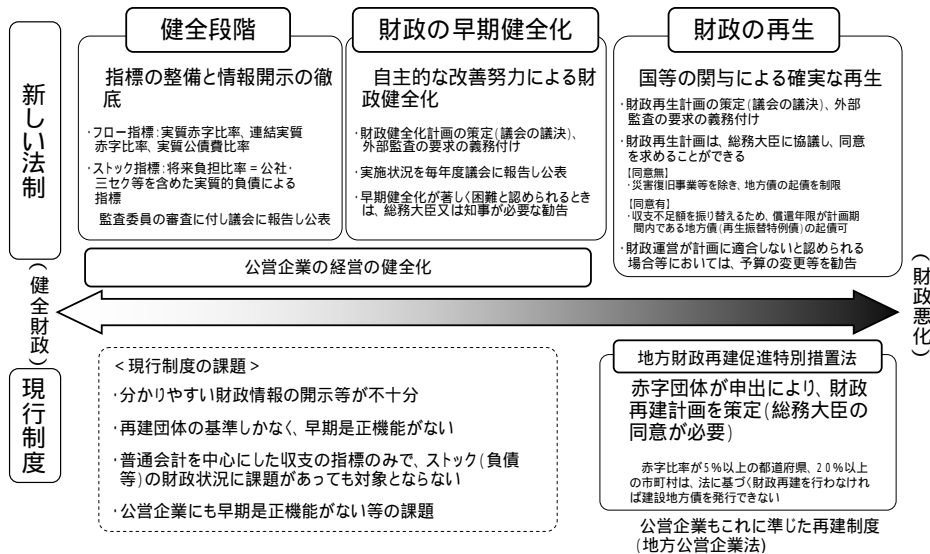 新しい法制
健全段階
指標の整備と情報開示の徹
底
・フロー指標：実質赤字比率、連結実質
赤字比率、実質公債費比率
・ストック指標：将来負担比率＝公社・
三セク等を含めた実質的負債による
指標
監査委員の審査に付し議会に報告し公表
財政の早期健全化
自主的な改善努力による財
政健全化
・財政健全化計画の策定（議会の議決）、
外部監査の要求の義務付け
・実施状況を毎年度議会に報告し公表
・早期健全化が著しく困難と認められるとき
は、総務大臣又は知事が必要な勧告
財政の再生
国等の関与による確実な再生
・財政再生計画の策定（議会の議決）、外部
監査の要求の義務付け
・財政再生計画は、総務大臣に協議し、同意
を求めることができる
【同意無】
・災害復旧事業等を除き、地方債の起債を制限
【同意有】
・収支不足額を振り替えるため、償還年限が計画期
間内である地方債（再生振替特例債）の起債可
・財政運営が計画に適合しないと認められる
場合等においては、予算の変更等を勧告
公営企業の経営の健全化
（健全財政）
（財政悪化）
現行制度
＜現行制度の課題＞
・分かりやすい財政情報の開示等が不十分
・再建団体の基準しかなく、早期是正機能がない
・普通会計を中心にした収支の指標のみで、ストック（負債
等）の財政状況に課題があっても対象とならない
・公営企業にも早期是正機能がない等の課題
地方財政再建促進特別措置法
赤字団体が申出により、財政
再建計画を策定（総務大臣の
同意が必要）
赤字比率が５％以上の都道府県、２０％以上
の市町村は、法に基づく財政再建を行わなけれ
ば建設地方債を発行できない
公営企業もこれに準じた再建制度
（地方公営企業法）